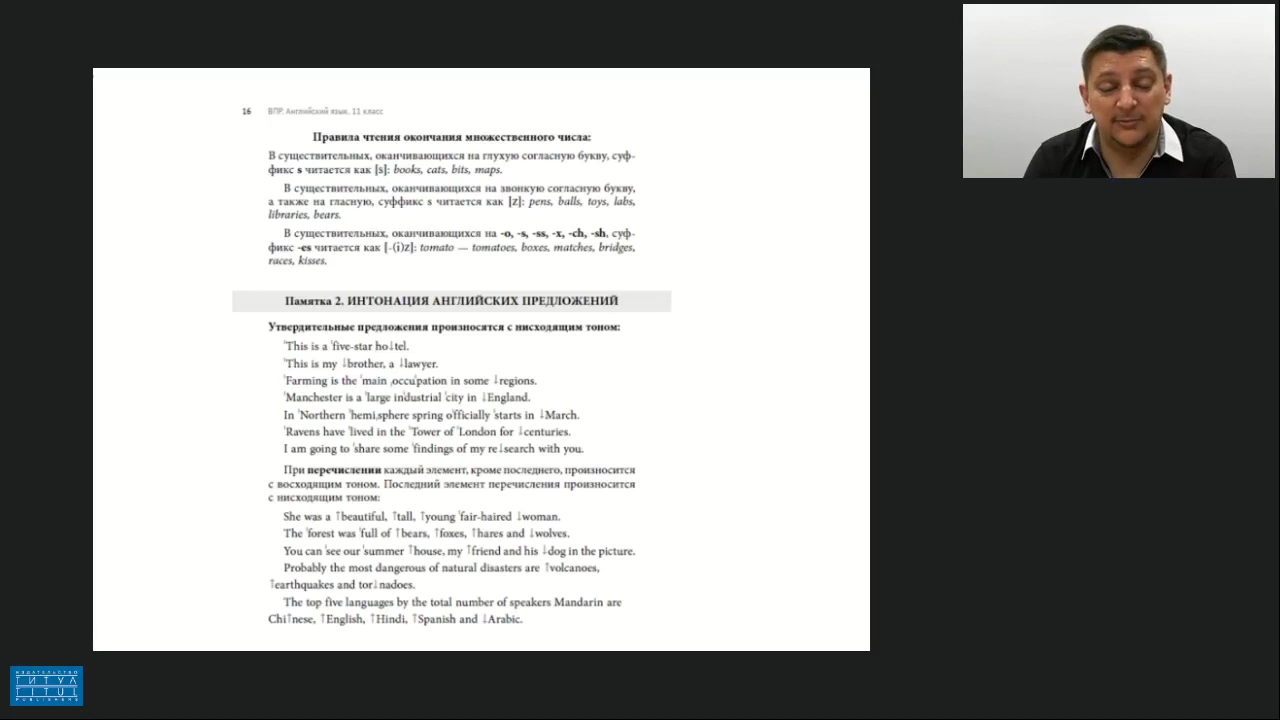 16 ВПР. Английский язык. 11 класс
Правила чтения окончания множественного числа:
В существительных, оканчивающихся на глухую согласную букву, суф-
фикс s читается как [s]: books, cats, bits, maps.
В существительных, оканчивающихся на звонкую согласную букву,
а также на гласную, суффикс s читается как [z]: pens, balls, toys, labs,
libraries, bears.
В существительных, оканчивающихся на -o, -s, -ss, -x, -ch, -sh, суф-
фикс -es читается как [-(i)z]: tomato — tomatoes, boxes, matches, bridges,
races, kisses.
Памятка 2. ИНТОНАЦИЯ АНГЛИЙСКИХ ПРЕДЛОЖЕНИЙ
Утвердительные предложения произносятся с нисходящим тоном:
ˈThis is a ˈfive-star ho↓tel.
ˈThis is my ↓brother, a ↓lawyer.
ˈFarming is the ˈmain ˌoccuˈpation in some ↓regions.
ˈManchester is a ˈlarge inˈdustrial ˈcity in ↓England.
In ˈNorthern ˈhemiˌsphere spring oˈfficially ˈstarts in ↓March.
ˈRavens have ˈlived in the ˈTower of ˈLondon for ↓centuries.
I am going to ˈshare some ˈfindings of my re↓search with you.
При перечислении каждый элемент, кроме последнего, произносится
с восходящим тоном. Последний элемент перечисления произносится
с нисходящим тоном:
She was a ↑beautiful, ↑tall, ↑young ˈfair-haired ↓woman.
The ˈforest was ˈfull of ↑bears, ↑foxes, ↑hares and ↓wolves.
You can ˈsee our ˈsummer ↑house, my ↑friend and his ↓dog in the picture.
Probably the most dangerous of natural disasters are ↑volcanoes,
↑earthquakes and tor↓nadoes.
The top five languages by the total number of speakers Mandarin are
Chi↑nese, ↑English, ↑Hindi, ↑Spanish and ↓Arabic.
ИЗДАТЕЛЬСТВО
ТИТУЛ
TITUL
PUBLISHERS